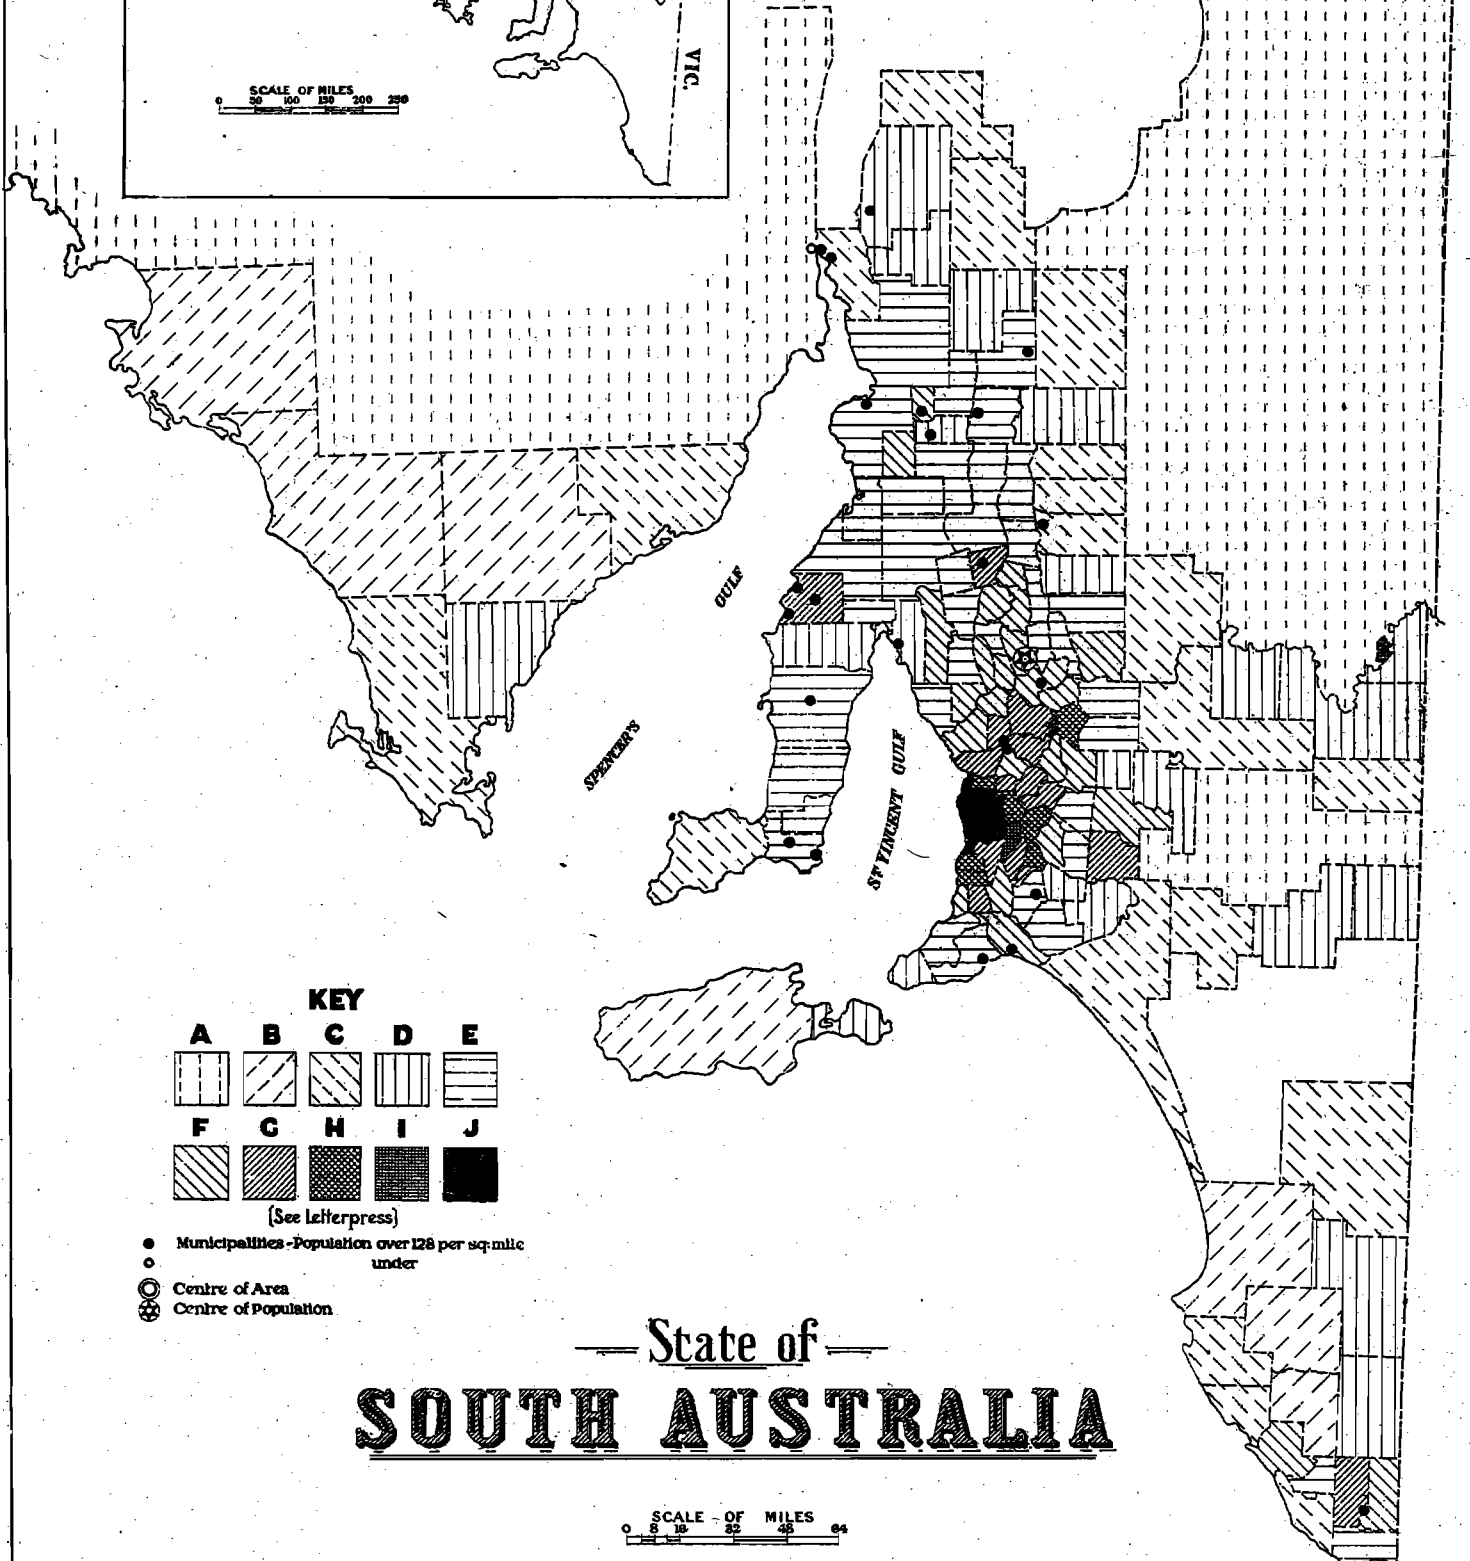 VIC.
SCALE OF MILES
0 50 100 150 200 250
GULF
SPENCER'S
ST VINCENT GULF
KEY
A B C D E
F G H I J
(See Letterpress)
Municipalities - Population over 128 per sq: mile
under
Centre of Area
Centre of Population
State of
SOUTH AUSTRALIA
SCALE - OF MILES
0 8 16 32 48 64